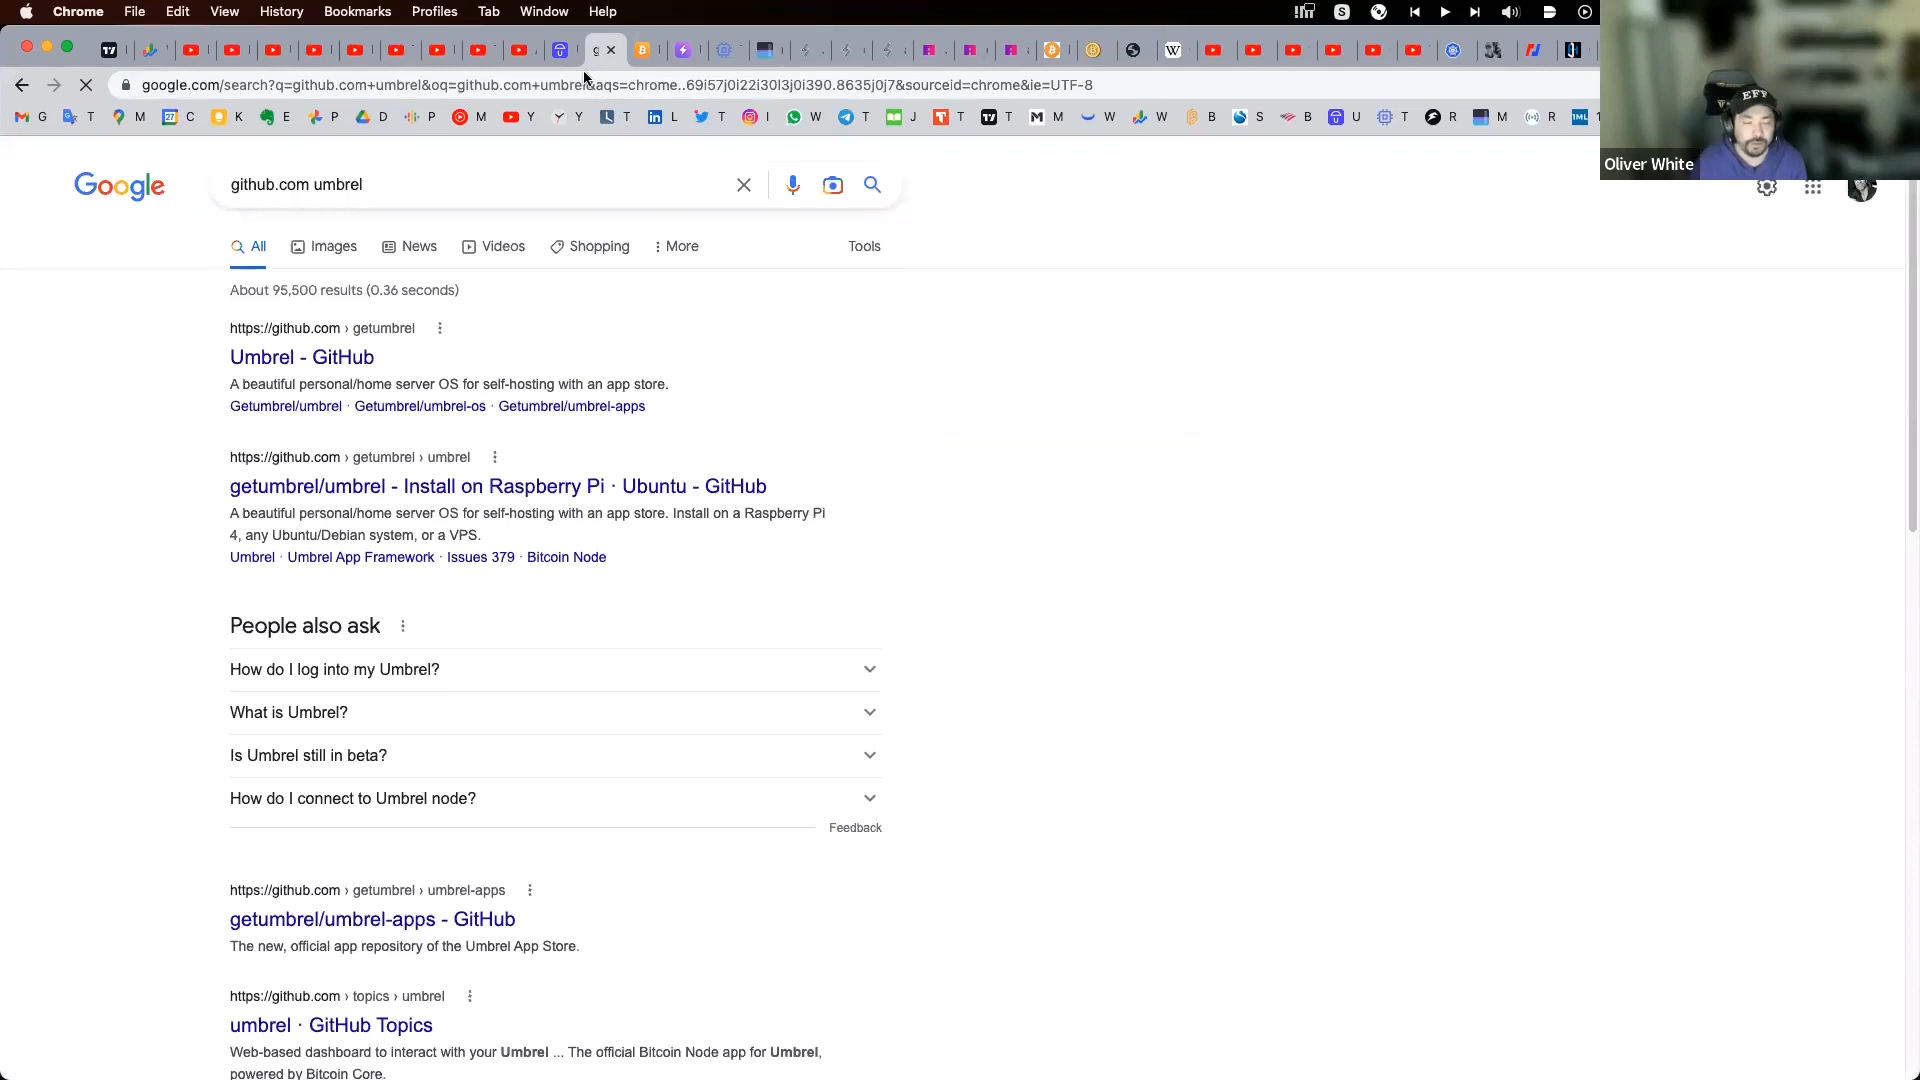 Chrome File Edit View History Bookmarks Profiles Tab Window Help
google.com/search?q=github.com+umbrel&oq=github.com+umbrel&aqs=chrome..69i57j0i22i30l3j0i390.8635j0j7&sourceid=chrome&ie=UTF-8
G T M C K E P D P M Y Y T L T I W T J T T M W W B S B U T R M R
EFF
Oliver White
Google
github.com umbrel
All Images News Videos Shopping More Tools
About 95,500 results (0.36 seconds)
https://github.com › getumbrel
Umbrel - GitHub
A beautiful personal/home server OS for self-hosting with an app store.
Getumbrel/umbrel · Getumbrel/umbrel-os · Getumbrel/umbrel-apps
https://github.com › getumbrel › umbrel
getumbrel/umbrel - Install on Raspberry Pi · Ubuntu - GitHub
A beautiful personal/home server OS for self-hosting with an app store. Install on a Raspberry Pi
4, any Ubuntu/Debian system, or a VPS.
Umbrel · Umbrel App Framework · Issues 379 · Bitcoin Node
People also ask
How do I log into my Umbrel?
What is Umbrel?
Is Umbrel still in beta?
How do I connect to Umbrel node?
Feedback
https://github.com › getumbrel › umbrel-apps
getumbrel/umbrel-apps - GitHub
The new, official app repository of the Umbrel App Store.
https://github.com › topics › umbrel
umbrel · GitHub Topics
Web-based dashboard to interact with your Umbrel ... The official Bitcoin Node app for Umbrel,
powered by Bitcoin Core.